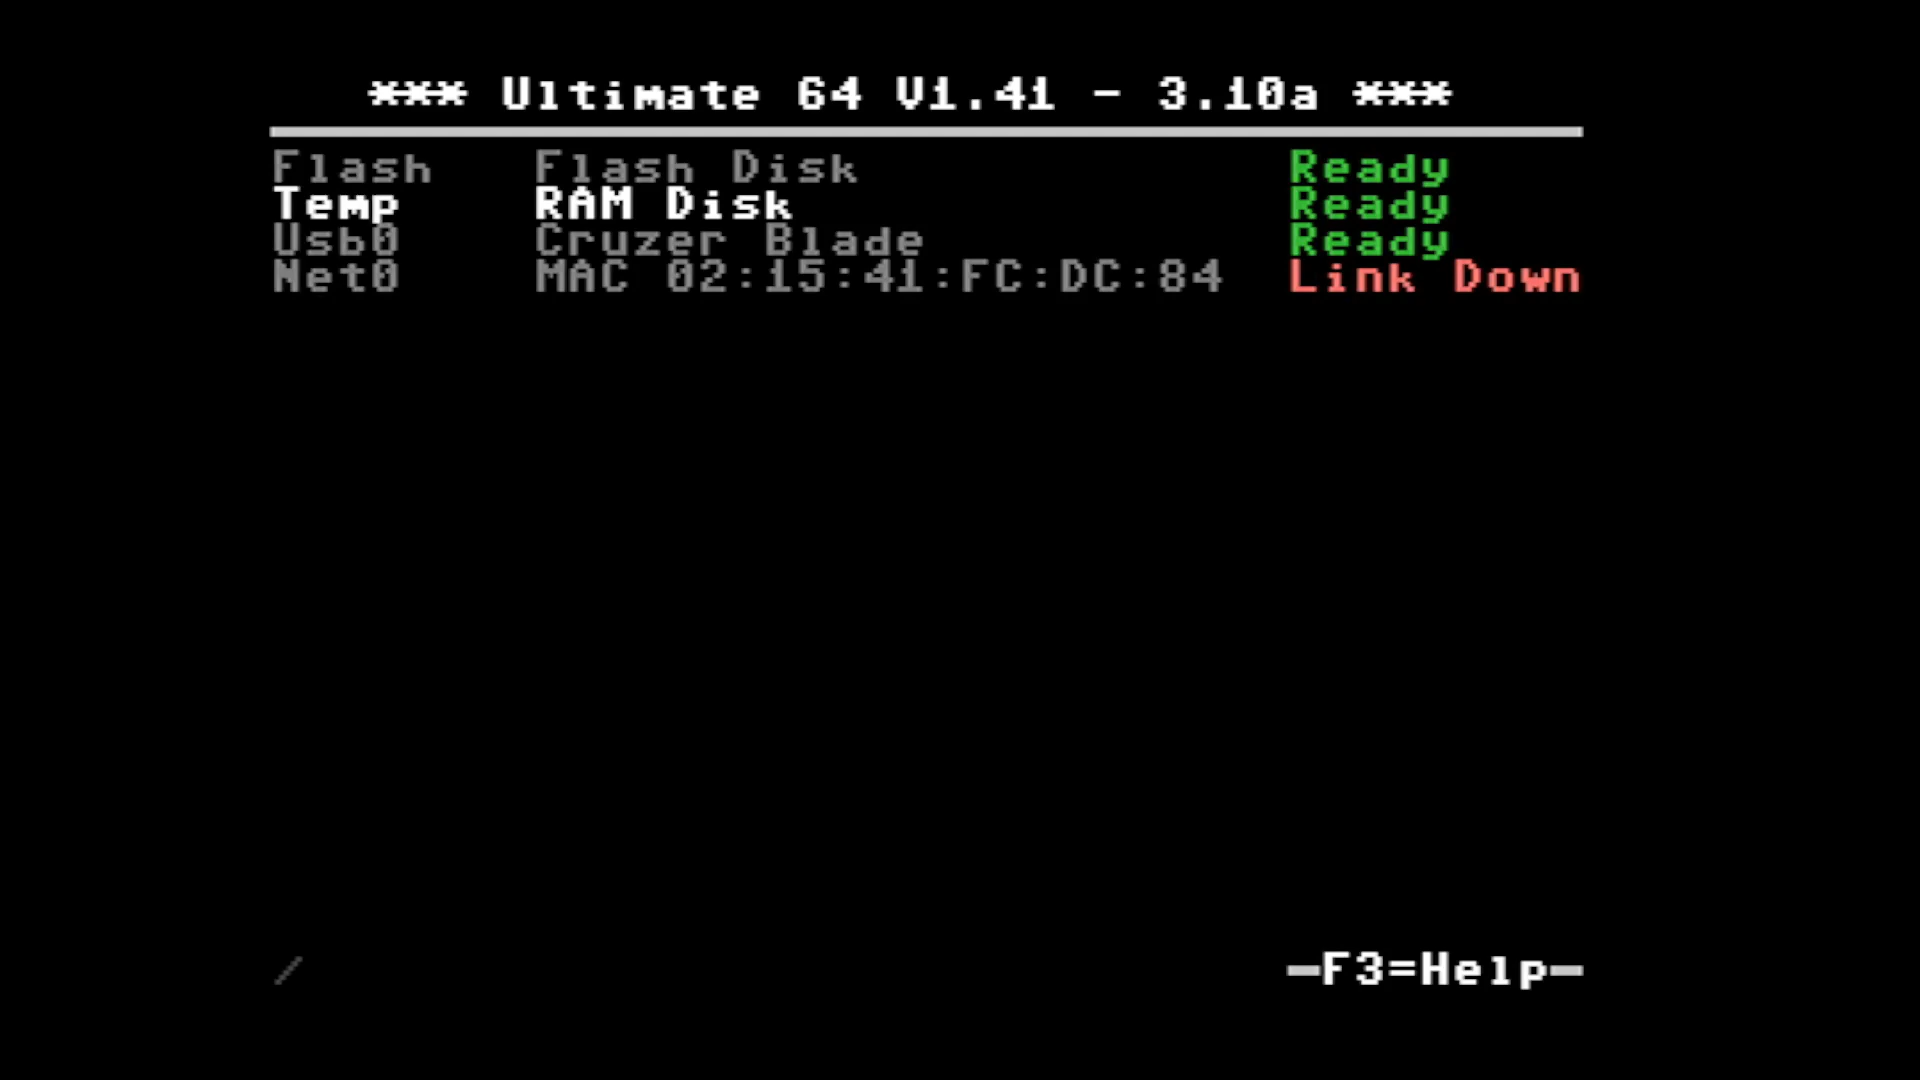 *** Ultimate 64 V1.41 - 3.10a ***
Flash Flash Disk Ready
Temp RAM Disk Ready
Usb0 Cruzer Blade Ready
Net0 MAC 02:15:41:FC:DC:84 Link Down
/ F3=Help